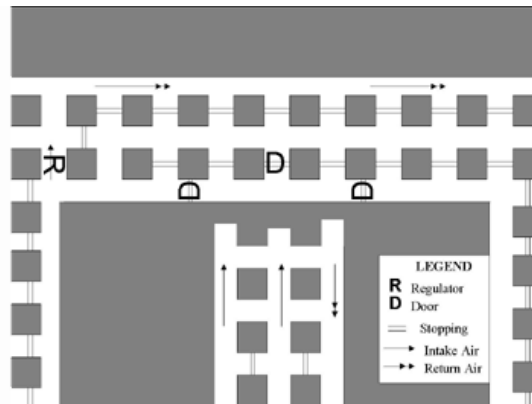 R
D
D
D
LEGEND
R Regulator
D Door
Stopping
Intake Air
Return Air